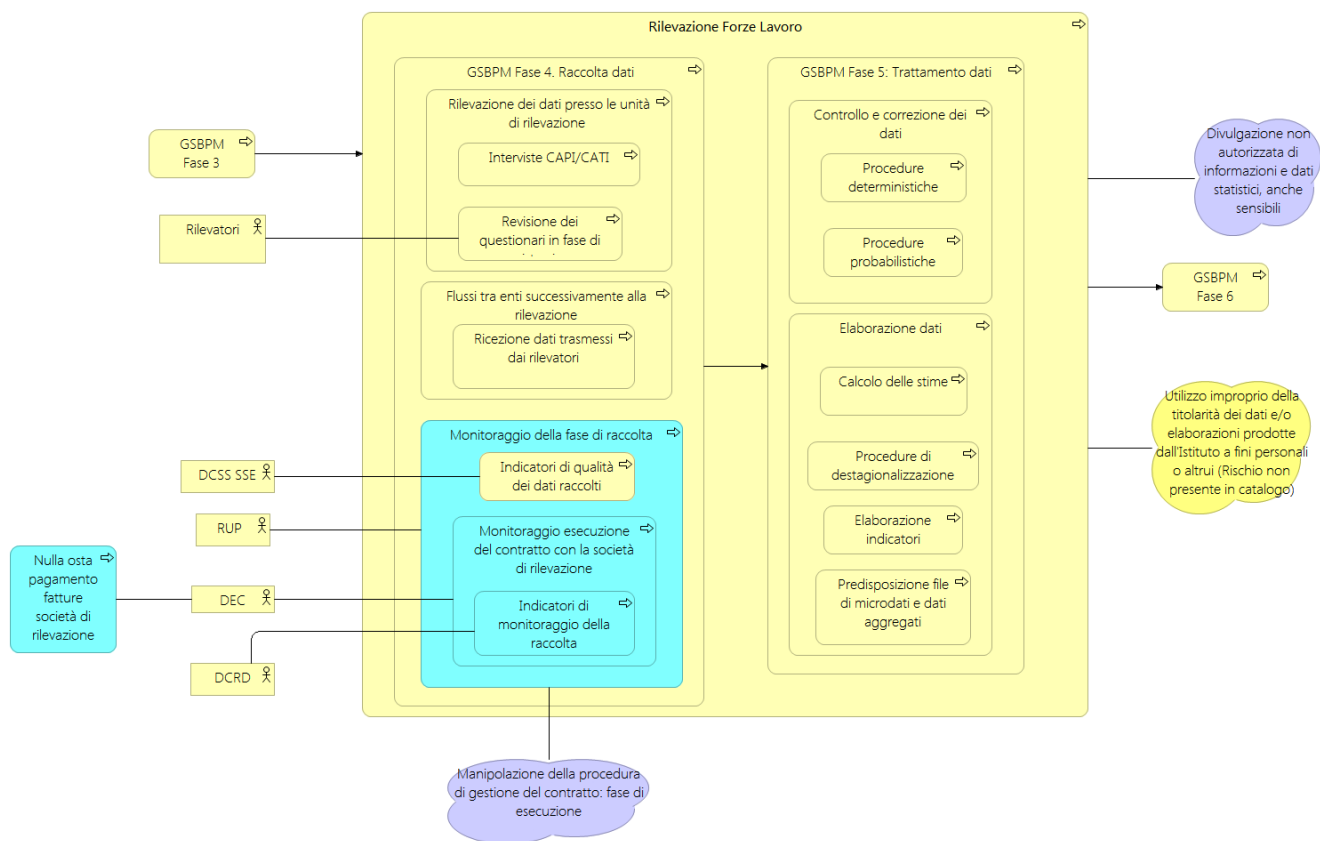 Rilevazione Forze Lavoro
GSBPM Fase 4. Raccolta dati
GSBPM Fase 5: Trattamento dati
Rilevazione dei dati presso le unità
di rilevazione
Interviste CAPI/CATI
Revisione dei
questionari in fase di
Flussi tra enti successivamente alla
rilevazione
Ricezione dati trasmessi
dai rilevatori
Monitoraggio della fase di raccolta
Indicatori di qualità
dei dati raccolti
Monitoraggio esecuzione
del contratto con la società
di rilevazione
Indicatori di
monitoraggio della
raccolta
Controllo e correzione dei
dati
Procedure
deterministiche
Procedure
probabilistiche
Elaborazione dati
Calcolo delle stime
Procedure di
destagionalizzazione
Elaborazione
indicatori
Predisposizione file
di microdati e dati
aggregati
GSBPM
Fase 3
Rilevatori
DCSS SSE
RUP
DEC
DCRD
Nulla osta
pagamento
fatture
società di
rilevazione
Divulgazione non
autorizzata di
informazioni e dati
statistici, anche
sensibili
GSBPM
Fase 6
Utilizzo improprio della
titolarità dei dati e/o
elaborazioni prodotte
dall'Istituto a fini personali
o altrui (Rischio non
presente in catalogo)
Manipolazione della procedura
di gestione del contratto: fase di
esecuzione